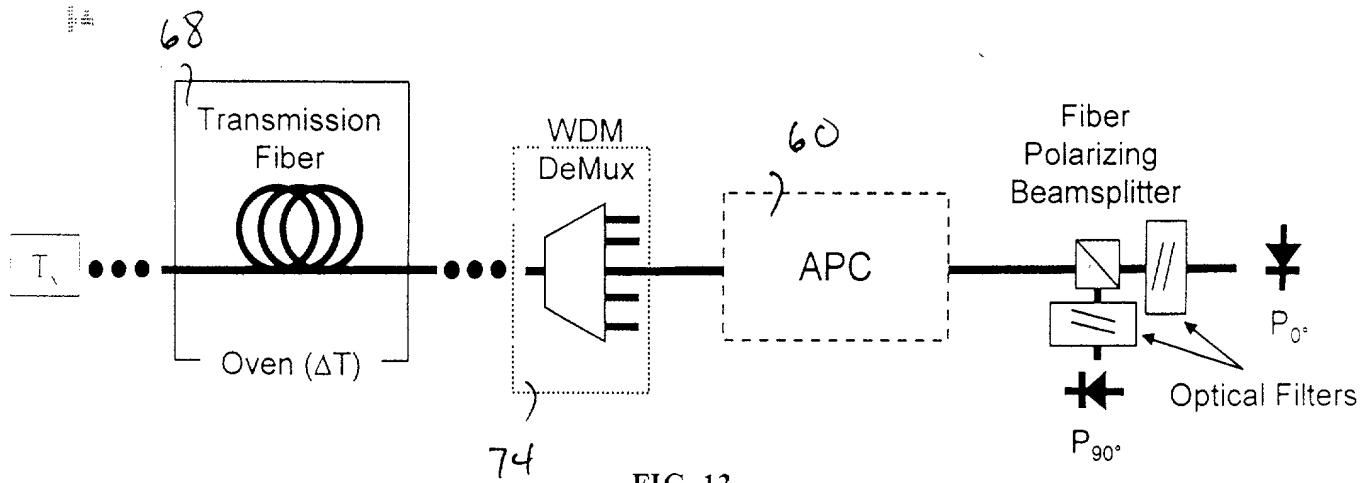 68
Transmission
Fiber
WDM
DeMux
60
Fiber
Polarizing
Beamsplitter
APC
Oven (ΔT)
P0°
Optical Filters
P90°
74